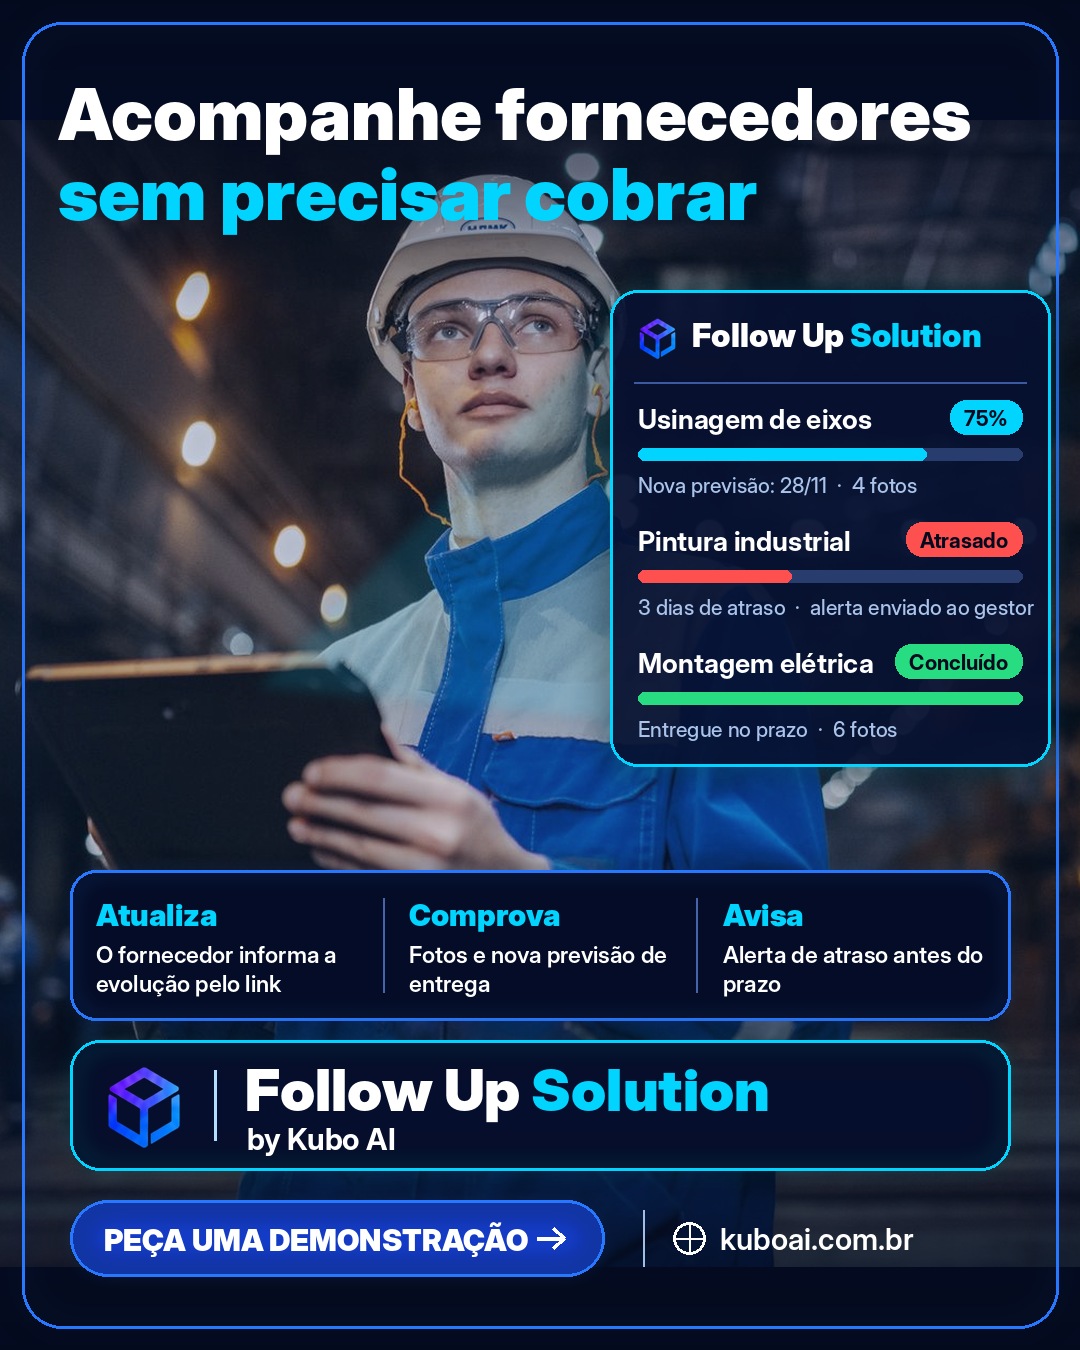 Acompanhe fornecedores
sem precisar cobrar
Follow Up Solution
Usinagem de eixos 75%
Nova previsão: 28/11 · 4 fotos
Pintura industrial Atrasado
3 dias de atraso · alerta enviado ao gestor
Montagem elétrica Concluído
Entregue no prazo · 6 fotos
Atualiza
O fornecedor informa a
evolução pelo link
Comprova
Fotos e nova previsão de
entrega
Avisa
Alerta de atraso antes do
prazo
Follow Up Solution
by Kubo AI
PEÇA UMA DEMONSTRAÇÃO →
kuboai.com.br